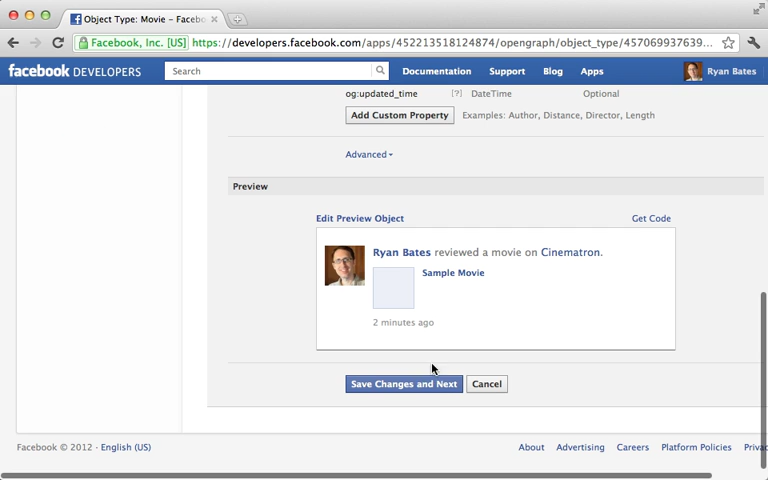 Object Type: Movie – Facebo
Facebook, Inc. [US] https://developers.facebook.com/apps/452213518124874/opengraph/object_type/457069937639...
facebook DEVELOPERS Search Documentation Support Blog Apps Ryan Bates
og:updated_time [?] DateTime Optional
Add Custom Property Examples: Author, Distance, Director, Length
Advanced
Preview
Edit Preview Object Get Code
Ryan Bates reviewed a movie on Cinematron.
Sample Movie
2 minutes ago
Save Changes and Next Cancel
Facebook © 2012 · English (US) About Advertising Careers Platform Policies Privac